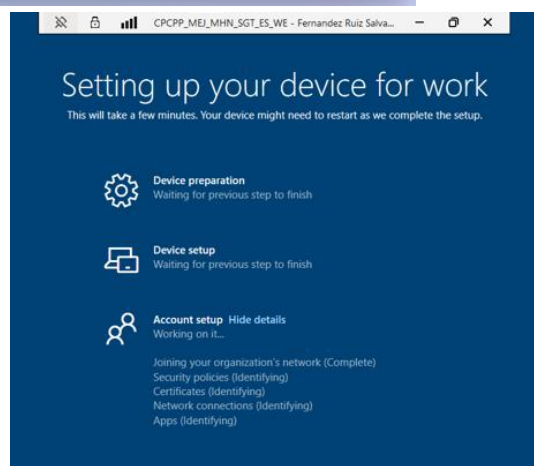 CPCPP_MEJ_MHN_SGT_ES_WE - Fernandez Ruiz Salva...
Setting up your device for work
This will take a few minutes. Your device might need to restart as we complete the setup.
Device preparation
Waiting for previous step to finish
Device setup
Waiting for previous step to finish
Account setup Hide details
Working on it...
Joining your organization's network (Complete)
Security policies (Identifying)
Certificates (Identifying)
Network connections (Identifying)
Apps (Identifying)